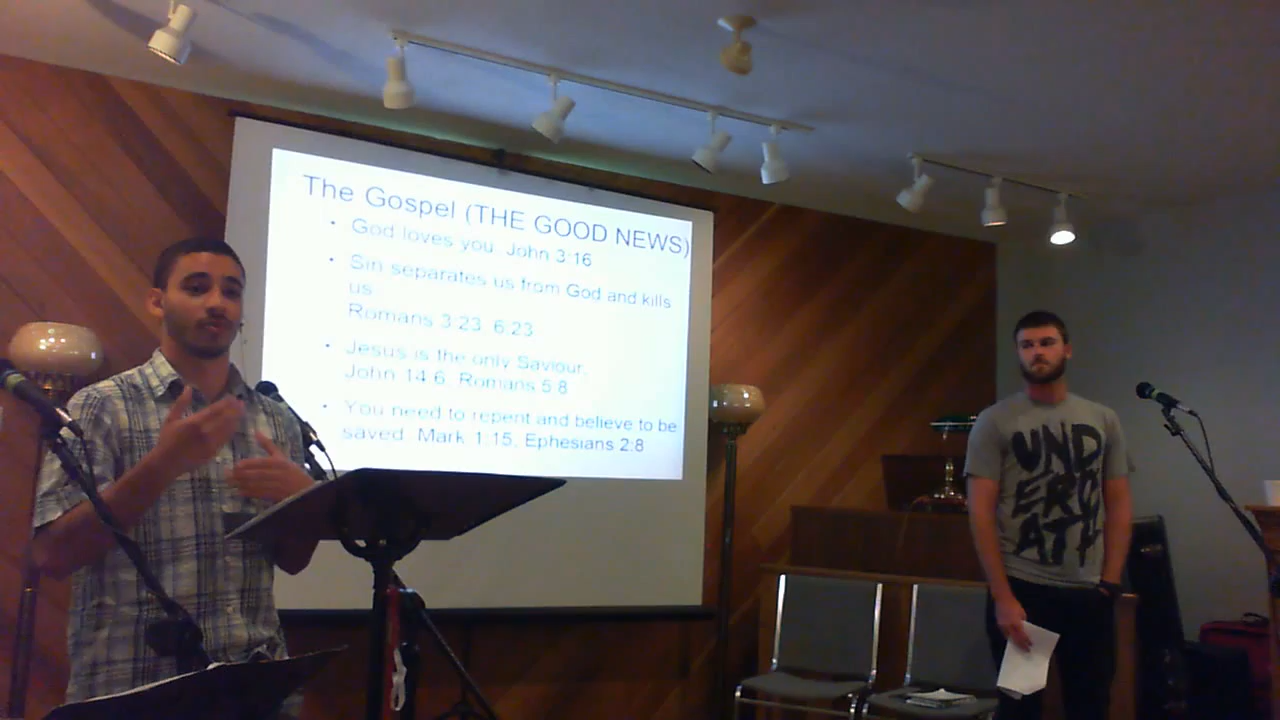 The Gospel (THE GOOD NEWS)
• God loves you. John 3:16
• Sin separates us from God and kills
us
Romans 3:23, 6:23
• Jesus is the only Saviour.
John 14:6, Romans 5:8
• You need to repent and believe to be
saved. Mark 1:15, Ephesians 2:8
UND
ERO
ATH